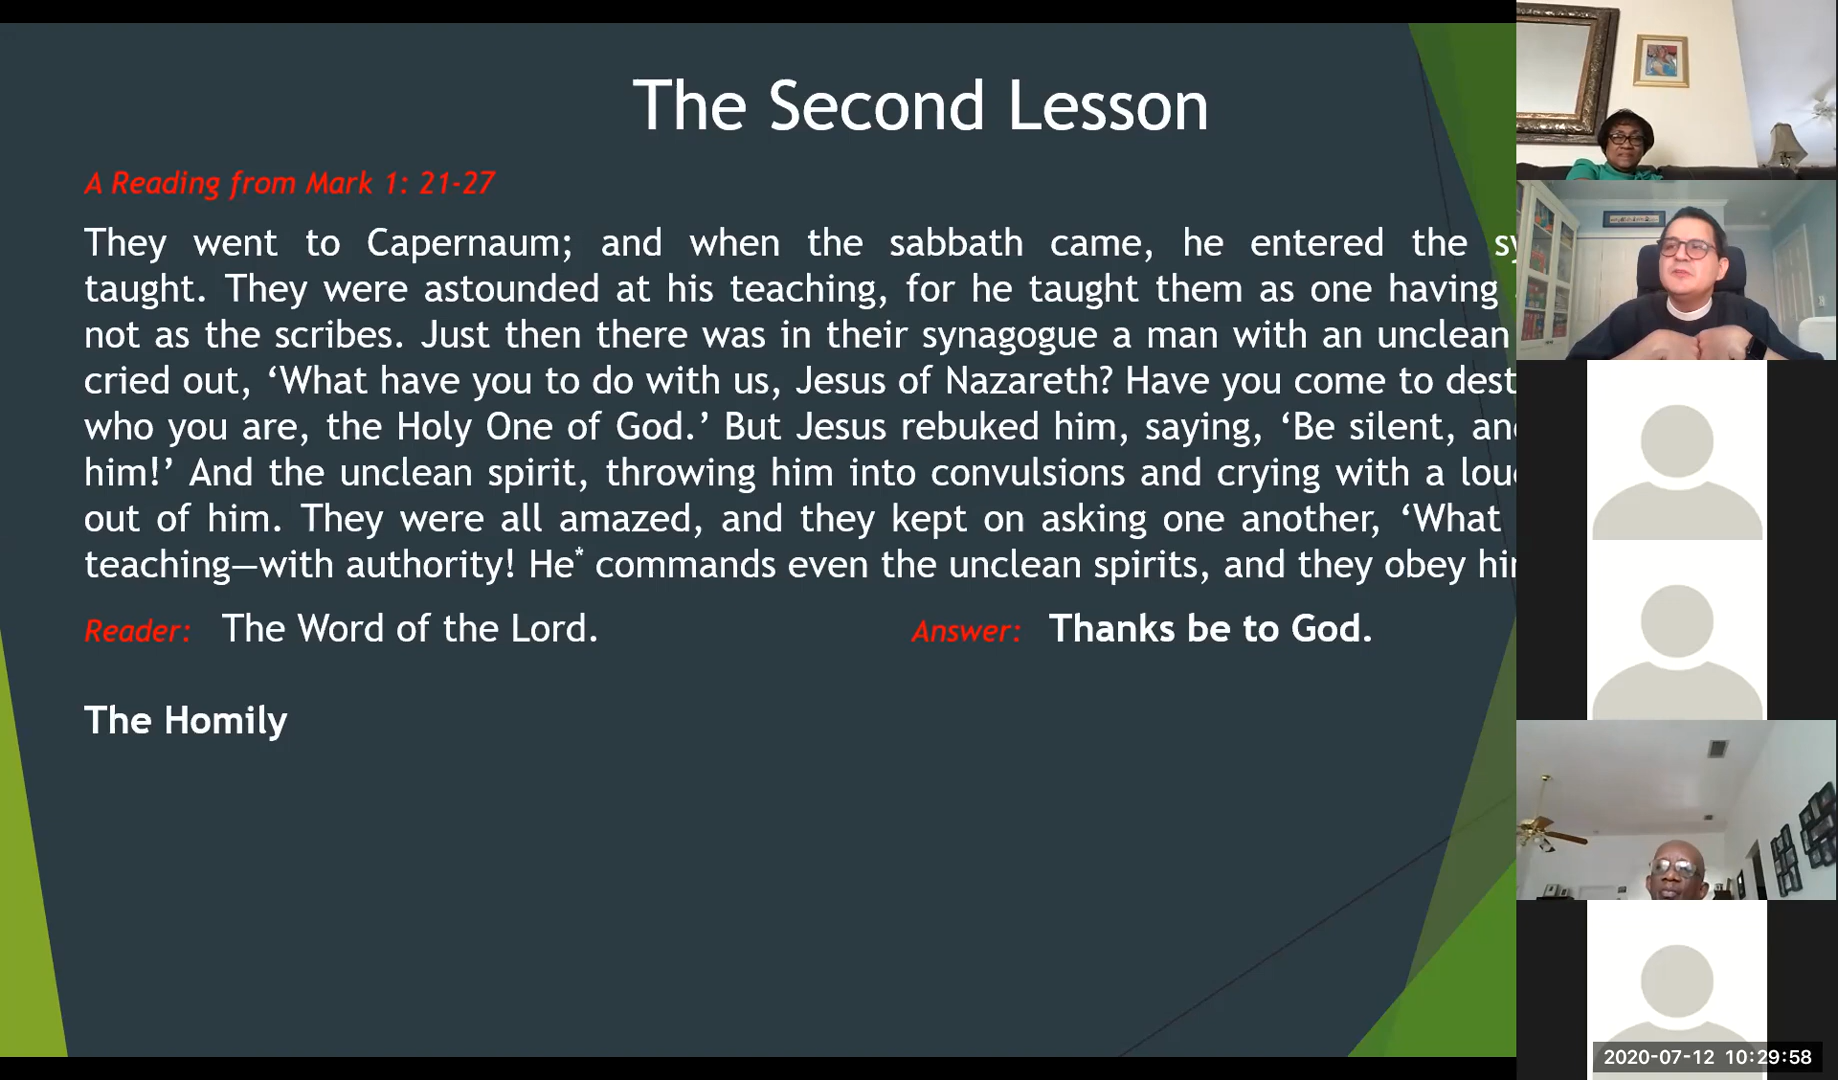 The Second Lesson
A Reading from Mark 1: 21-27
They went to Capernaum; and when the sabbath came, he entered the
taught. They were astounded at his teaching, for he taught them as one having
not as the scribes. Just then there was in their synagogue a man with an unclean
cried out, ‘What have you to do with us, Jesus of Nazareth? Have you come to
who you are, the Holy One of God.’ But Jesus rebuked him, saying, ‘Be silent,
him!’ And the unclean spirit, throwing him into convulsions and crying with a
out of him. They were all amazed, and they kept on asking one another, ‘What
teaching—with authority! He* commands even the unclean spirits, and they obey
Reader: The Word of the Lord. Answer: Thanks be to God.
The Homily
2020-07-12 10:29:58